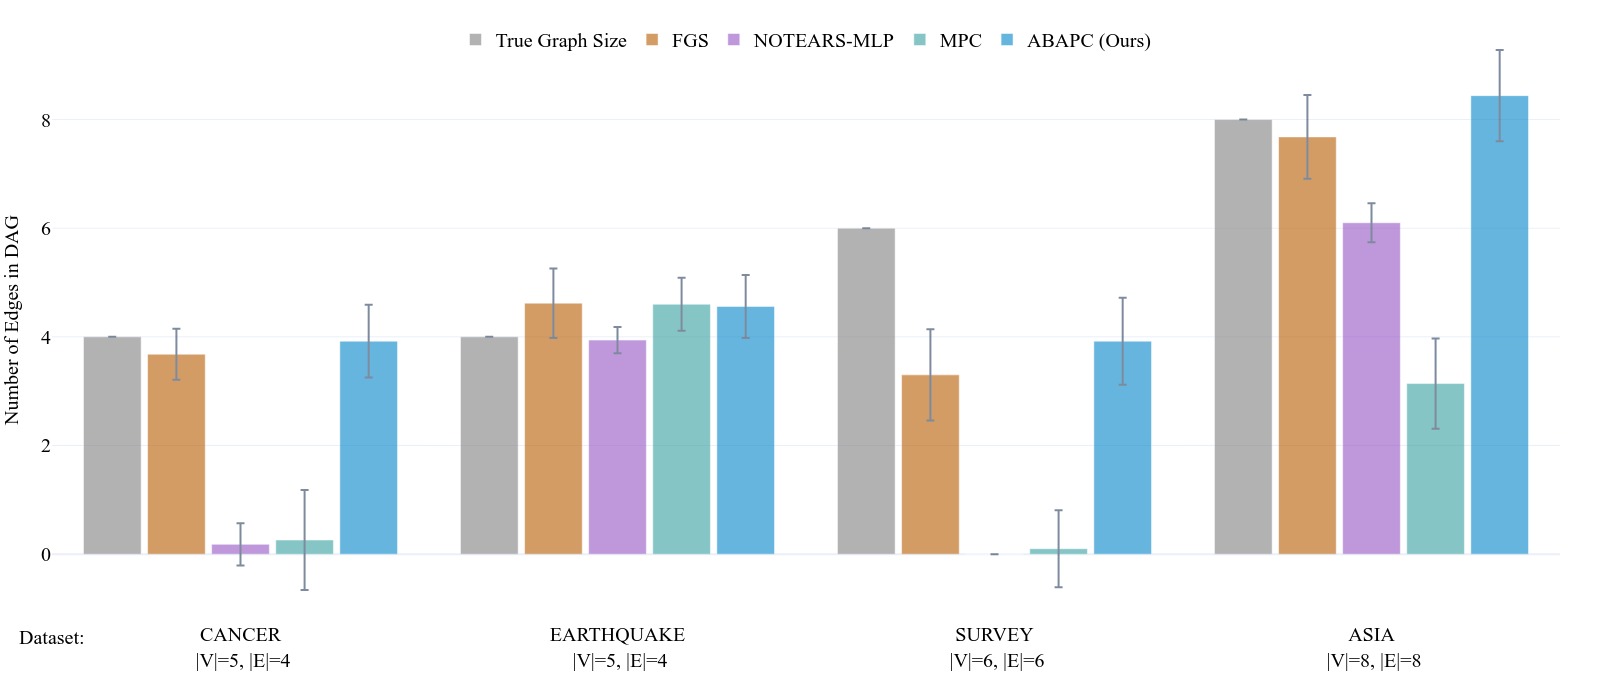 True Graph Size FGS NOTEARS-MLP MPC ABAPC (Ours)
Number of Edges in DAG
8
6
4
2
0
Dataset: CANCER EARTHQUAKE SURVEY ASIA
|V|=5, |E|=4 |V|=5, |E|=4 |V|=6, |E|=6 |V|=8, |E|=8